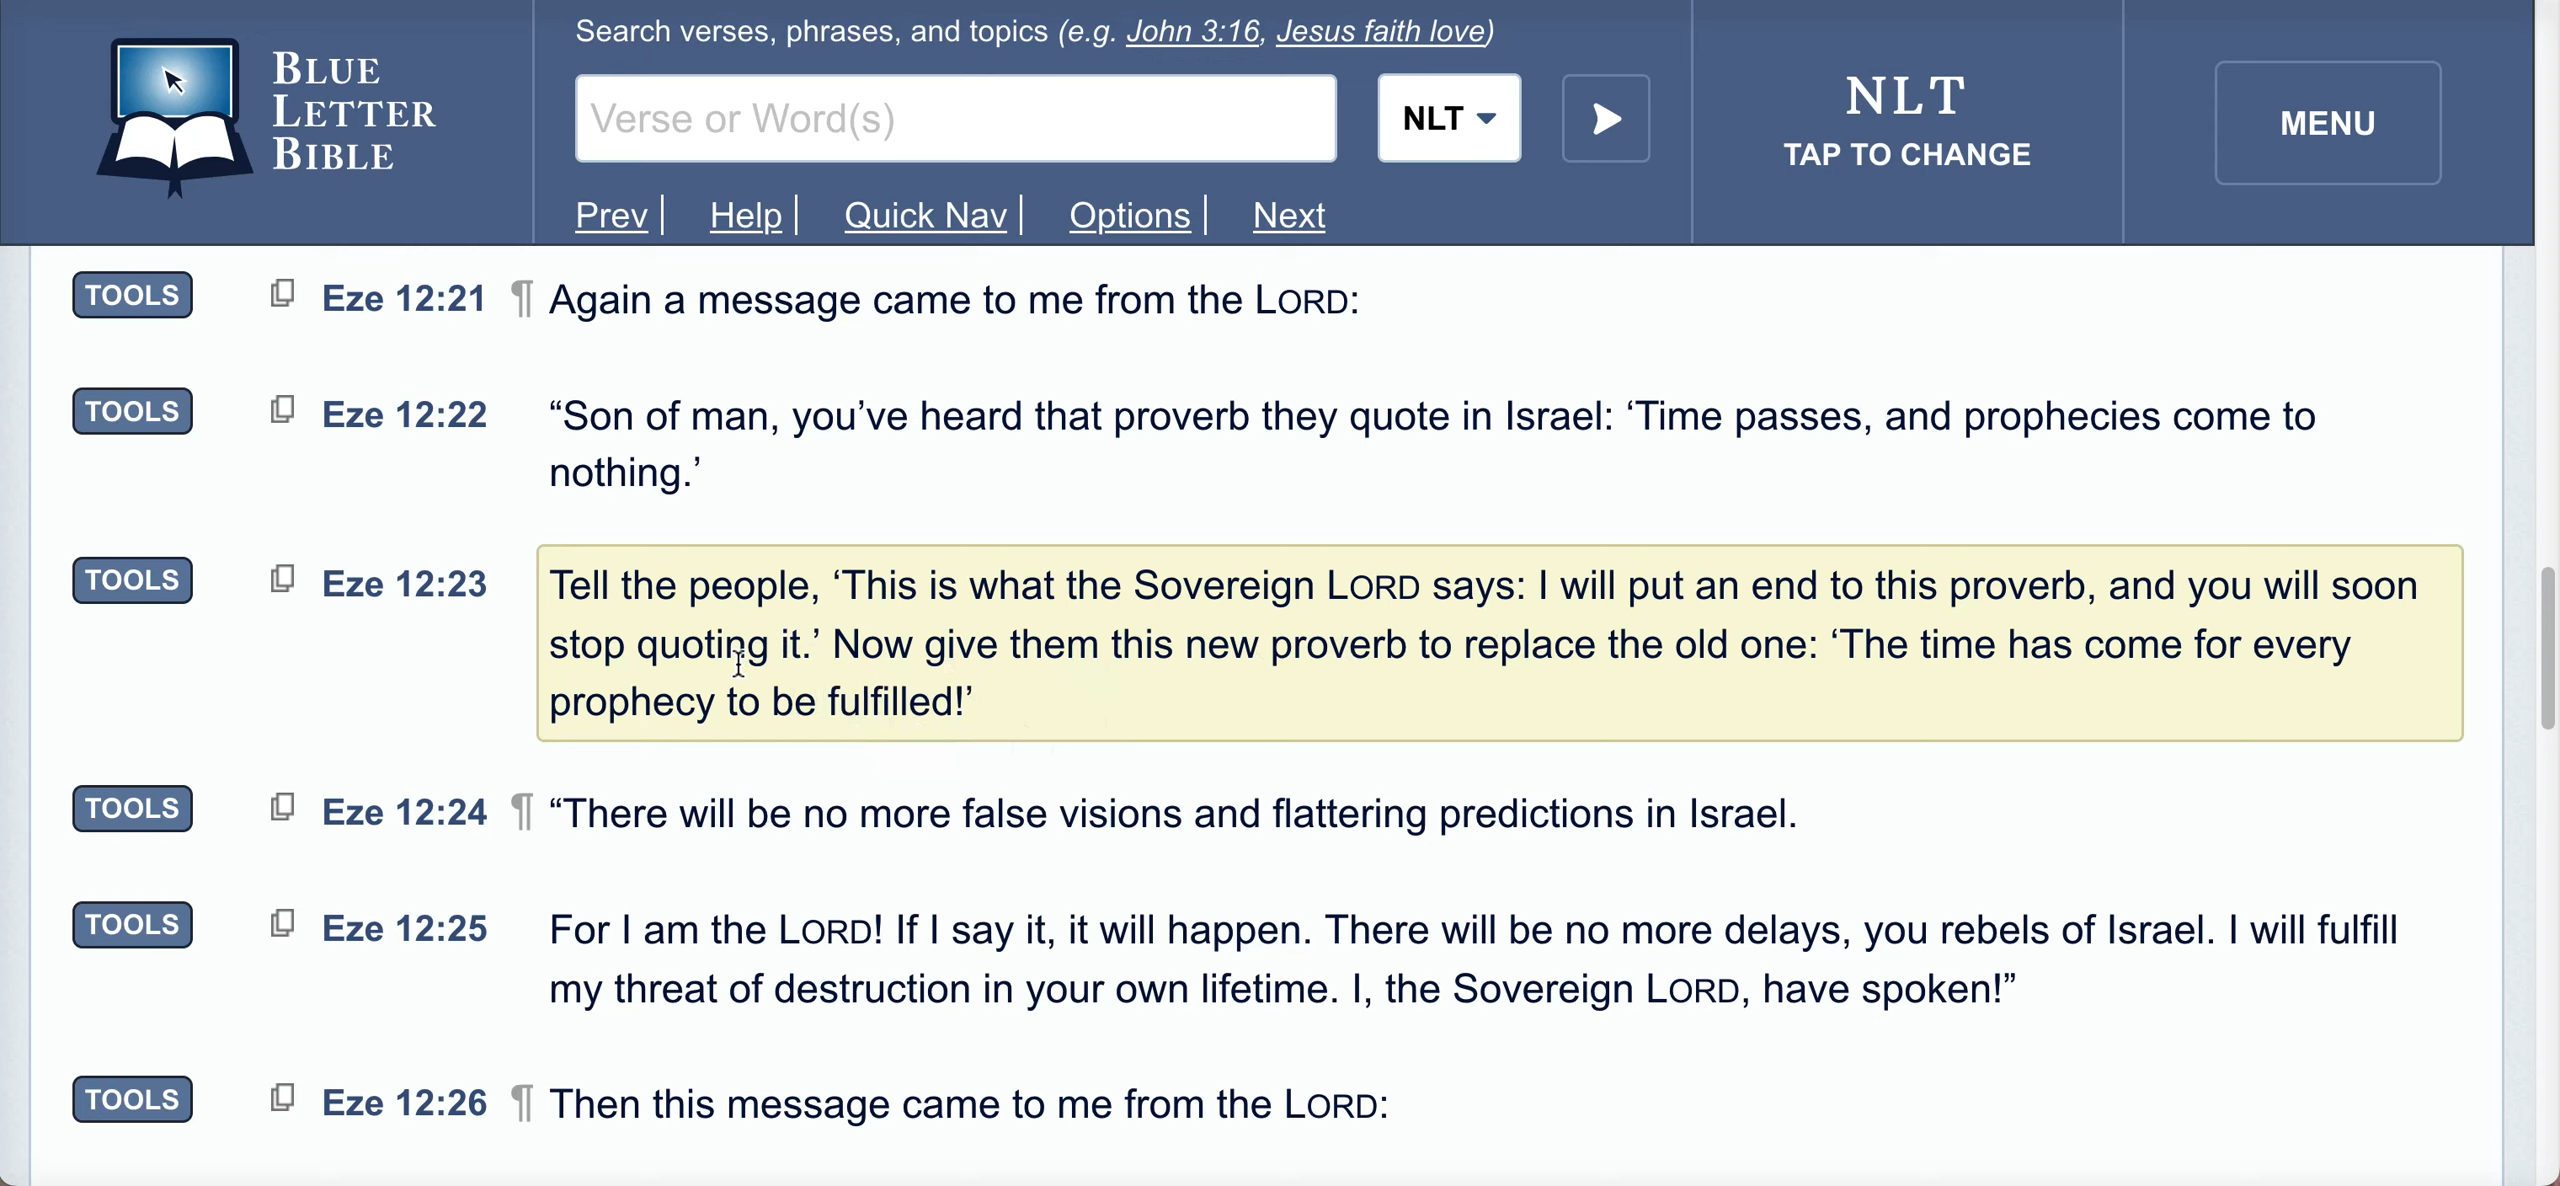 BLUE
LETTER
BIBLE
Search verses, phrases, and topics (e.g. John 3:16, Jesus faith love)
Verse or Word(s)
NLT
NLT
TAP TO CHANGE
MENU
Prev | Help | Quick Nav | Options | Next
TOOLS Eze 12:21 ¶ Again a message came to me from the LORD:
TOOLS Eze 12:22 “Son of man, you’ve heard that proverb they quote in Israel: ‘Time passes, and prophecies come to
nothing.’
TOOLS Eze 12:23 Tell the people, ‘This is what the Sovereign LORD says: I will put an end to this proverb, and you will soon
stop quoting it.’ Now give them this new proverb to replace the old one: ‘The time has come for every
prophecy to be fulfilled!’
TOOLS Eze 12:24 ¶ “There will be no more false visions and flattering predictions in Israel.
TOOLS Eze 12:25 For I am the LORD! If I say it, it will happen. There will be no more delays, you rebels of Israel. I will fulfill
my threat of destruction in your own lifetime. I, the Sovereign LORD, have spoken!”
TOOLS Eze 12:26 ¶ Then this message came to me from the LORD: